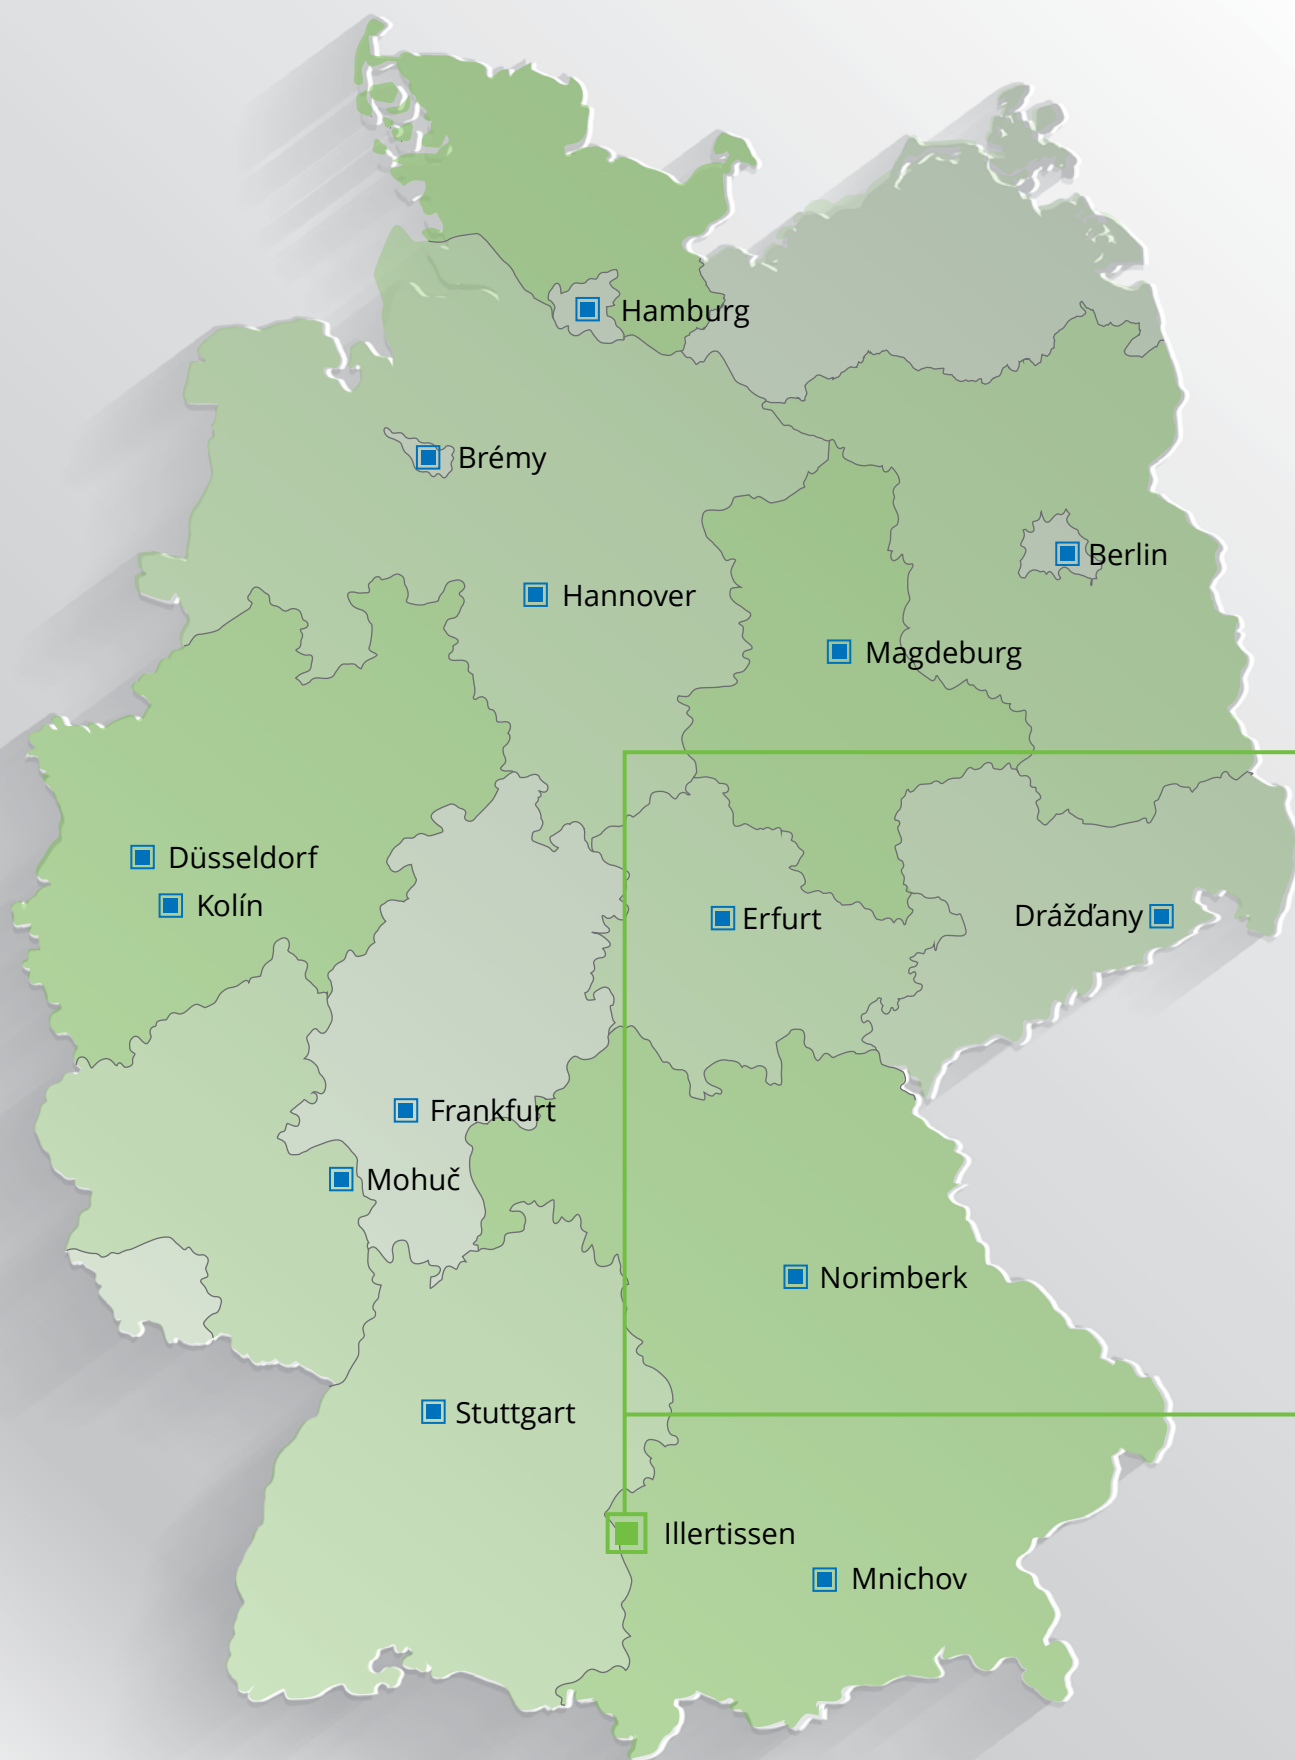 Hamburg
Brémy
Berlin
Hannover
Magdeburg
Düsseldorf
Kolín
Erfurt
Drážďany
Frankfurt
Mohuč
Norimberk
Stuttgart
Illertissen
Mnichov